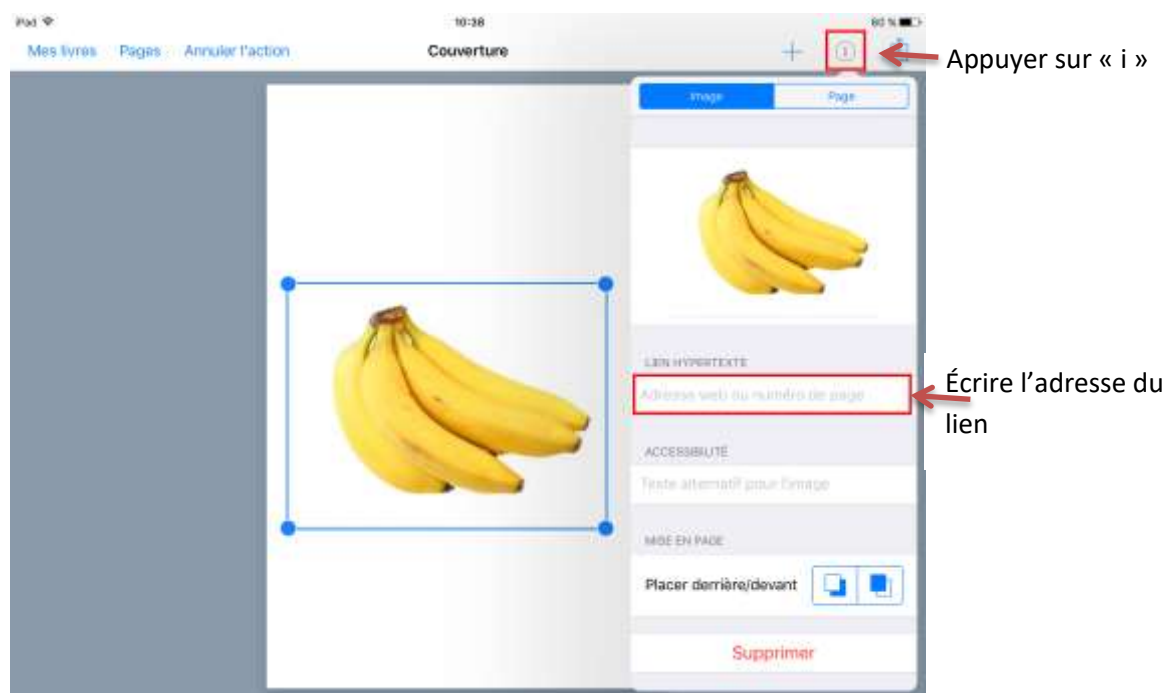 iPad 10:38 80 %
Mes livres Pages Annuler l'action Couverture
Appuyer sur « i »
Image Page
LIEN HYPERTEXTE
Adresse web ou numéro de page
Écrire l’adresse du
lien
ACCESSIBILITÉ
Texte alternatif pour l'image
MISE EN PAGE
Placer derrière/devant
Supprimer